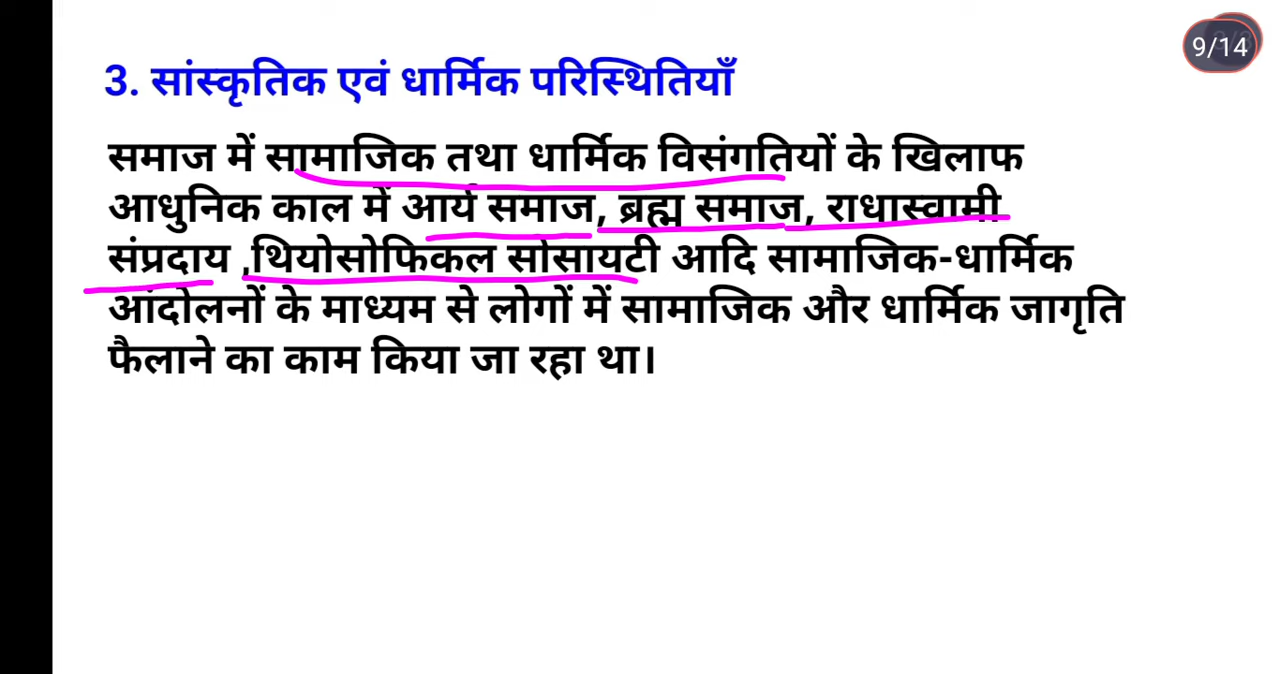 9/14
3. सांस्कृतिक एवं धार्मिक परिस्थितियाँ
समाज में सामाजिक तथा धार्मिक विसंगतियों के खिलाफ
आधुनिक काल में आर्य समाज, ब्रह्म समाज, राधास्वामी
संप्रदाय ,थियोसोफिकल सोसायटी आदि सामाजिक-धार्मिक
आंदोलनों के माध्यम से लोगों में सामाजिक और धार्मिक जागृति
फैलाने का काम किया जा रहा था।